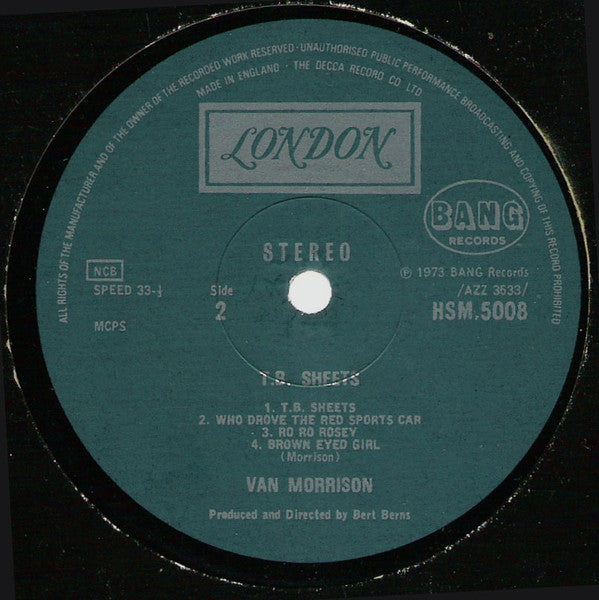 ALL RIGHTS OF THE MANUFACTURER AND OF THE OWNER OF THE RECORDED WORK RESERVED · UNAUTHORISED PUBLIC PERFORMANCE BROADCASTING AND COPYING OF THIS RECORD PROHIBITED
MADE IN ENGLAND · THE DECCA RECORD CO LTD
LONDON
BANG
RECORDS
STEREO
NCB
℗ 1973 BANG Records
SPEED 33-⅓
Side
/AZZ 3533/
2
HSM.5008
MCPS
T.B. SHEETS
1. T.B. SHEETS
2. WHO DROVE THE RED SPORTS CAR
3. RO RO ROSEY
4. BROWN EYED GIRL
(Morrison)
VAN MORRISON
Produced and Directed by Bert Berns